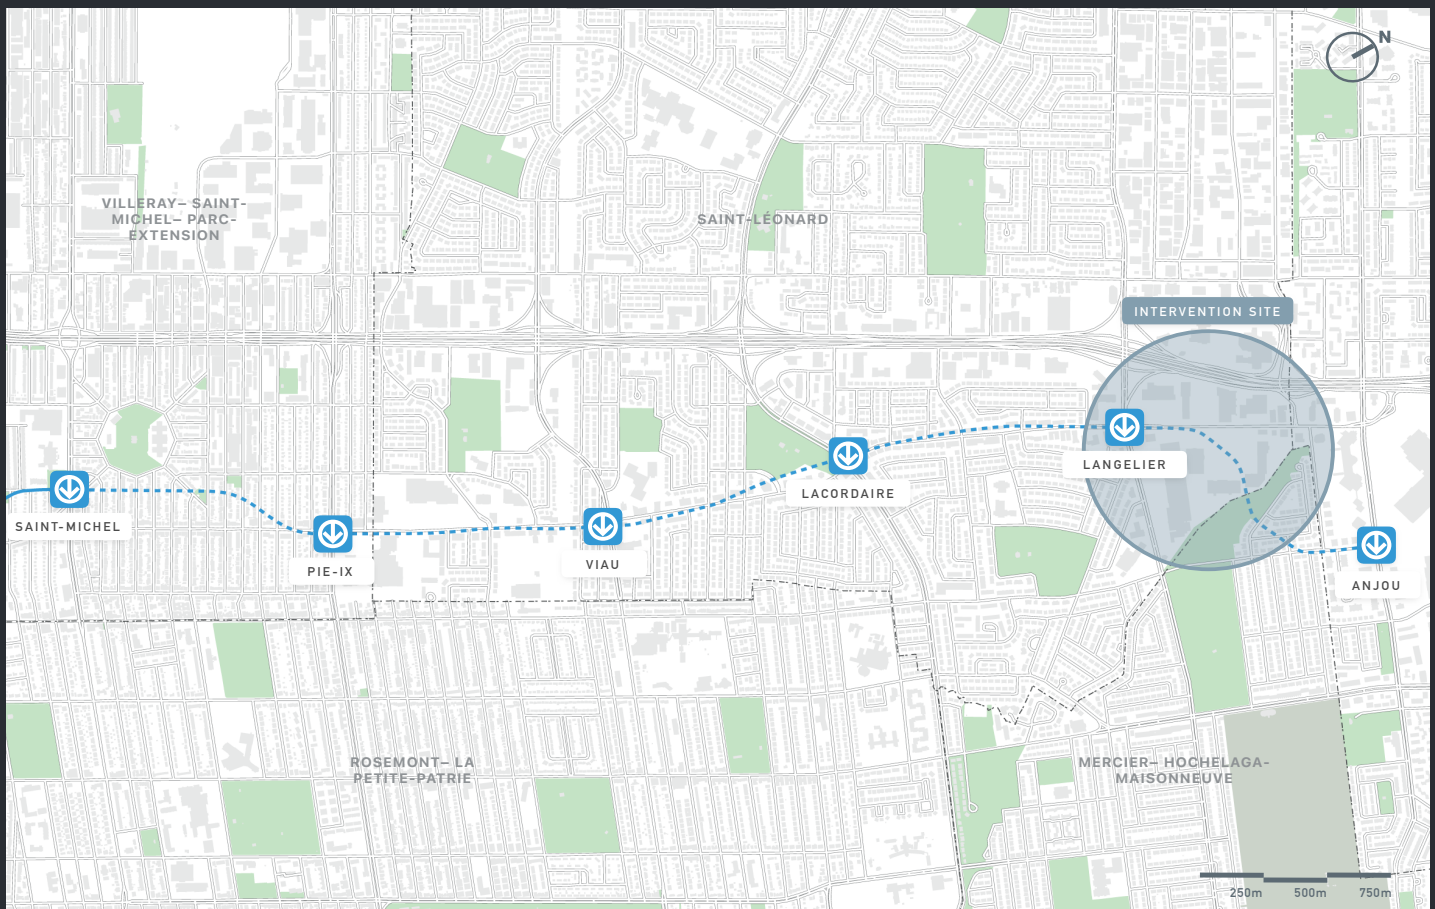 N
VILLERAY– SAINT-
MICHEL– PARC-
EXTENSION
SAINT-LÉONARD
INTERVENTION SITE
LANGELIER
LACORDAIRE
SAINT-MICHEL
PIE-IX
VIAU
ANJOU
ROSEMONT– LA
PETITE-PATRIE
MERCIER– HOCHELAGA-
MAISONNEUVE
250m 500m 750m